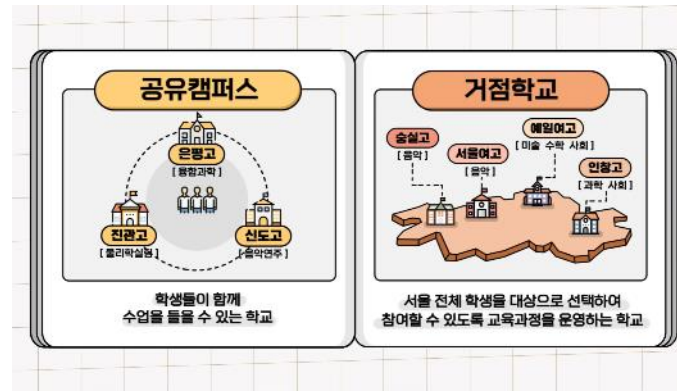 공유캠퍼스
은평고
[ 융합과학 ]
진관고
[ 물리학실험 ]
신도고
[ 음악연주 ]
학생들이 함께
수업을 들을 수 있는 학교
거점학교
숭실고
[ 음악 ]
서울여고
[ 음악 ]
예일여고
[ 미술 수학 사회 ]
인창고
[ 과학 사회 ]
서울 전체 학생을 대상으로 선택하여
참여할 수 있도록 교육과정을 운영하는 학교